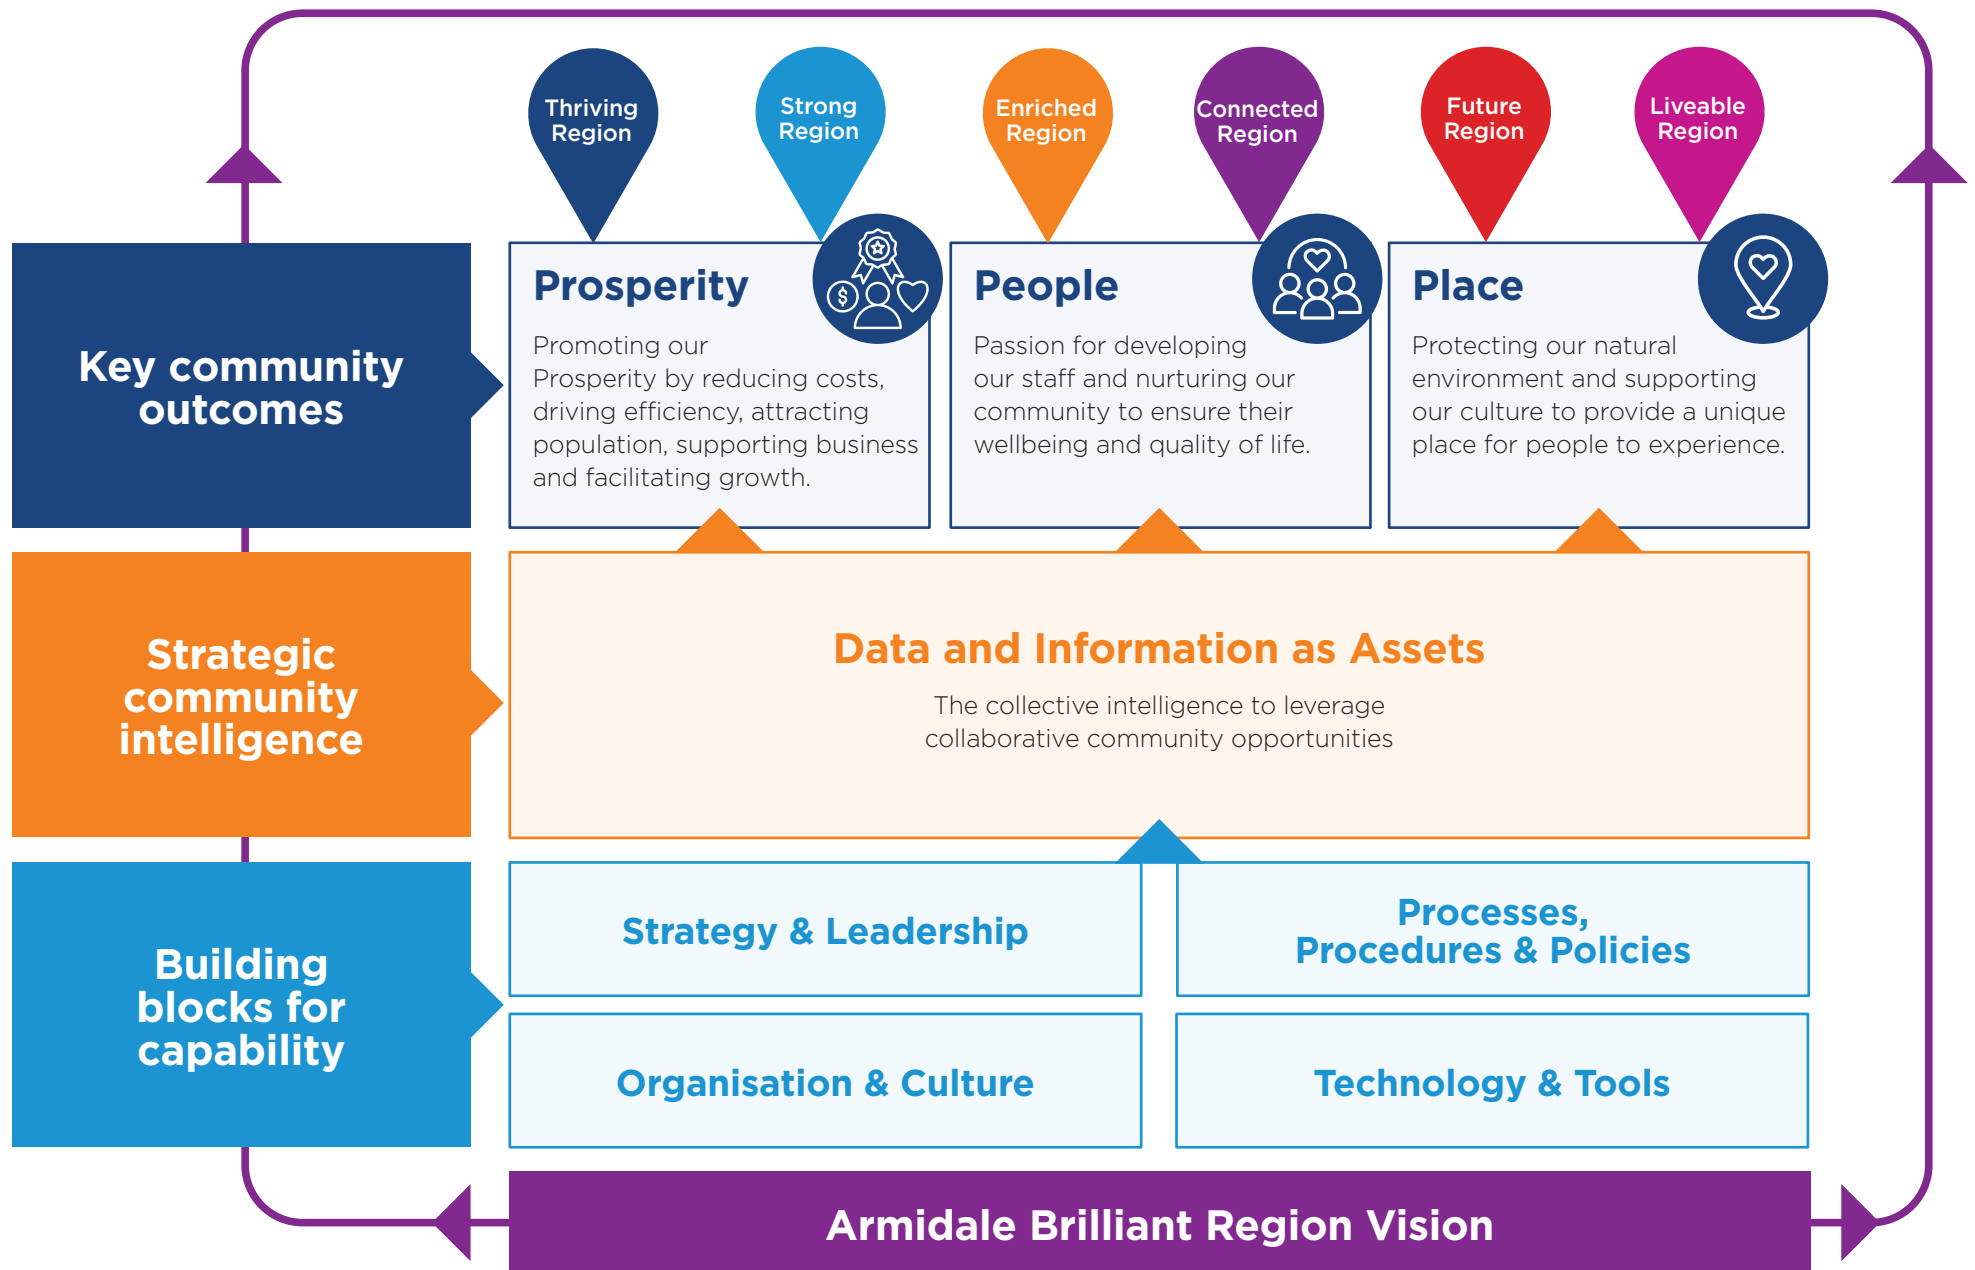 Thriving
Region
Strong
Region
Enriched
Region
Connected
Region
Future
Region
Liveable
Region
Key community
outcomes
Prosperity
Promoting our
Prosperity by reducing costs,
driving efficiency, attracting
population, supporting business
and facilitating growth.
$
People
Passion for developing
our staff and nurturing our
community to ensure their
wellbeing and quality of life.
Place
Protecting our natural
environment and supporting
our culture to provide a unique
place for people to experience.
Strategic
community
intelligence
Data and Information as Assets
The collective intelligence to leverage
collaborative community opportunities
Building
blocks for
capability
Strategy & Leadership
Processes,
Procedures & Policies
Organisation & Culture
Technology & Tools
Armidale Brilliant Region Vision